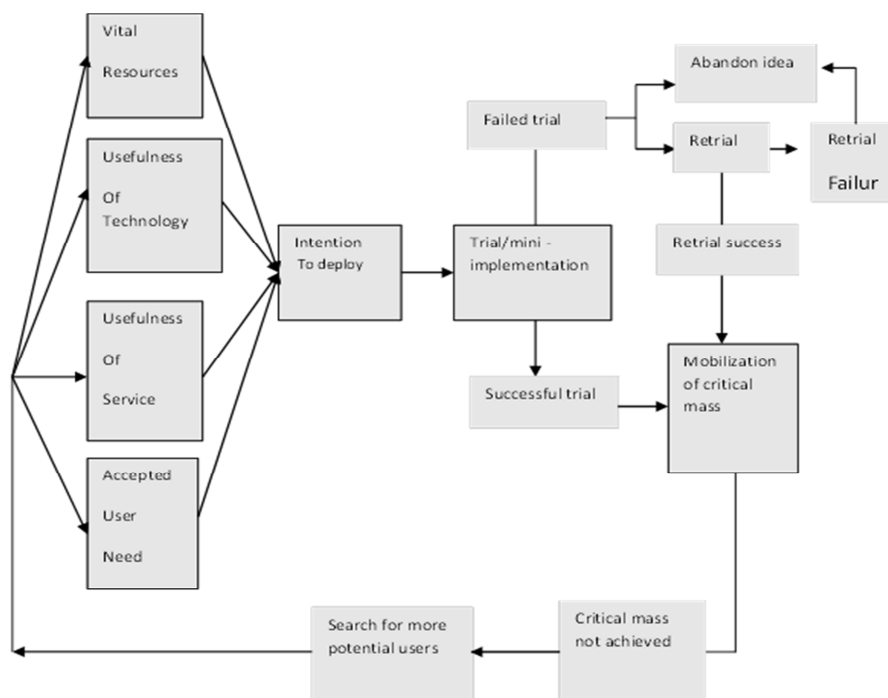 Vital
Resources
Usefulness
Of
Technology
Usefulness
Of
Service
Accepted
User
Need
Intention
To deploy
Trial/mini -
implementation
Failed trial
Successful trial
Abandon idea
Retrial
Retrial
Failur
Retrial success
Mobilization
of critical
mass
Critical mass
not achieved
Search for more
potential users